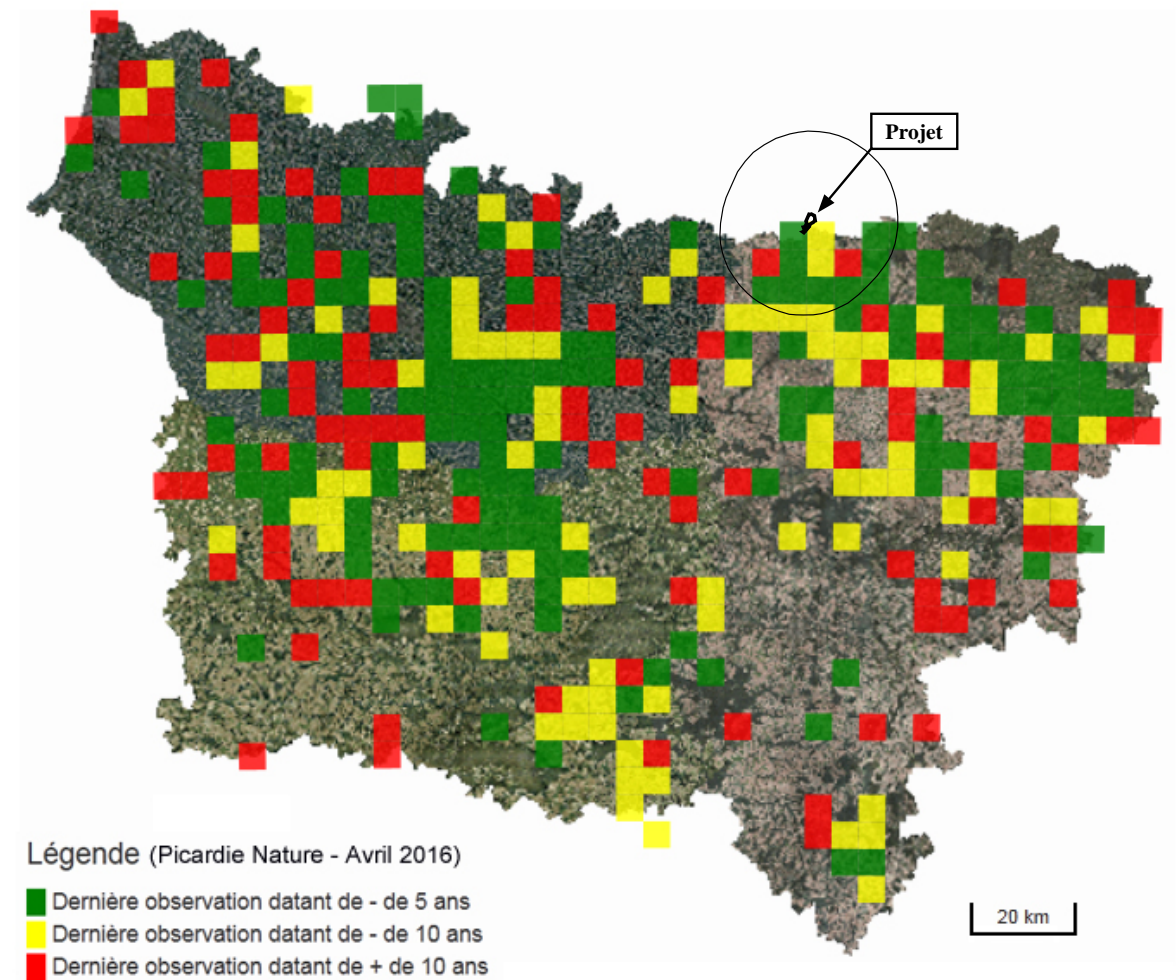 Projet
Légende (Picardie Nature - Avril 2016)
Dernière observation datant de - de 5 ans
Dernière observation datant de - de 10 ans
Dernière observation datant de + de 10 ans
20 km